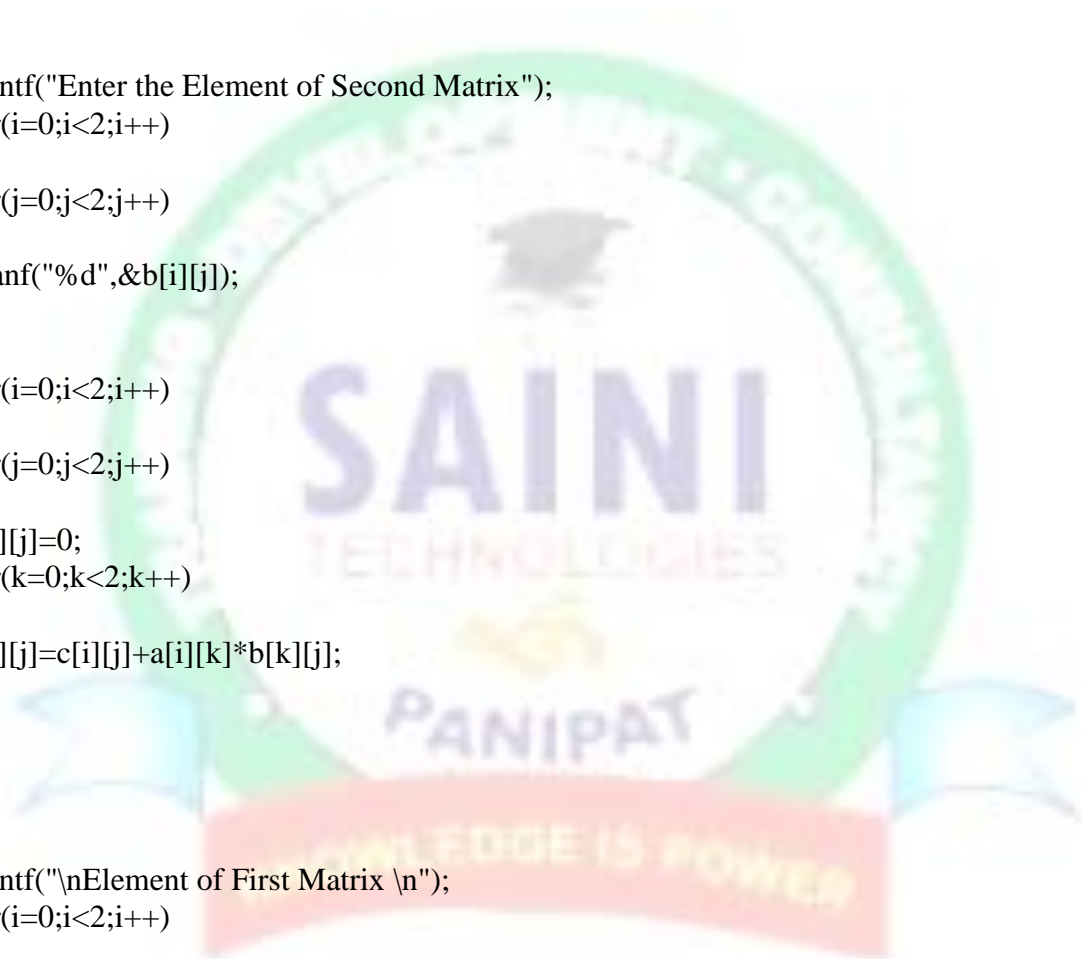 ntf("Enter the Element of Second Matrix");
(i=0;i<2;i++)
(j=0;j<2;j++)
anf("%d",&b[i][j]);
(i=0;i<2;i++)
(j=0;j<2;j++)
][j]=0;
(k=0;k<2;k++)
][j]=c[i][j]+a[i][k]*b[k][j];
ntf("\nElement of First Matrix \n");
(i=0;i<2;i++)
SAINI
TECHNOLOGIES
PANIPAT
KNOWLEDGE IS POWER